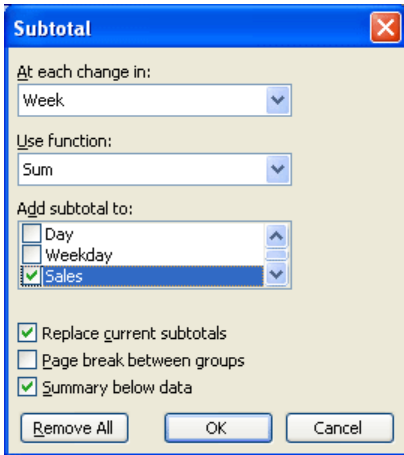 Subtotal
At each change in:
Week
Use function:
Sum
Add subtotal to:
Day
Weekday
Sales
Replace current subtotals
Page break between groups
Summary below data
Remove All OK Cancel